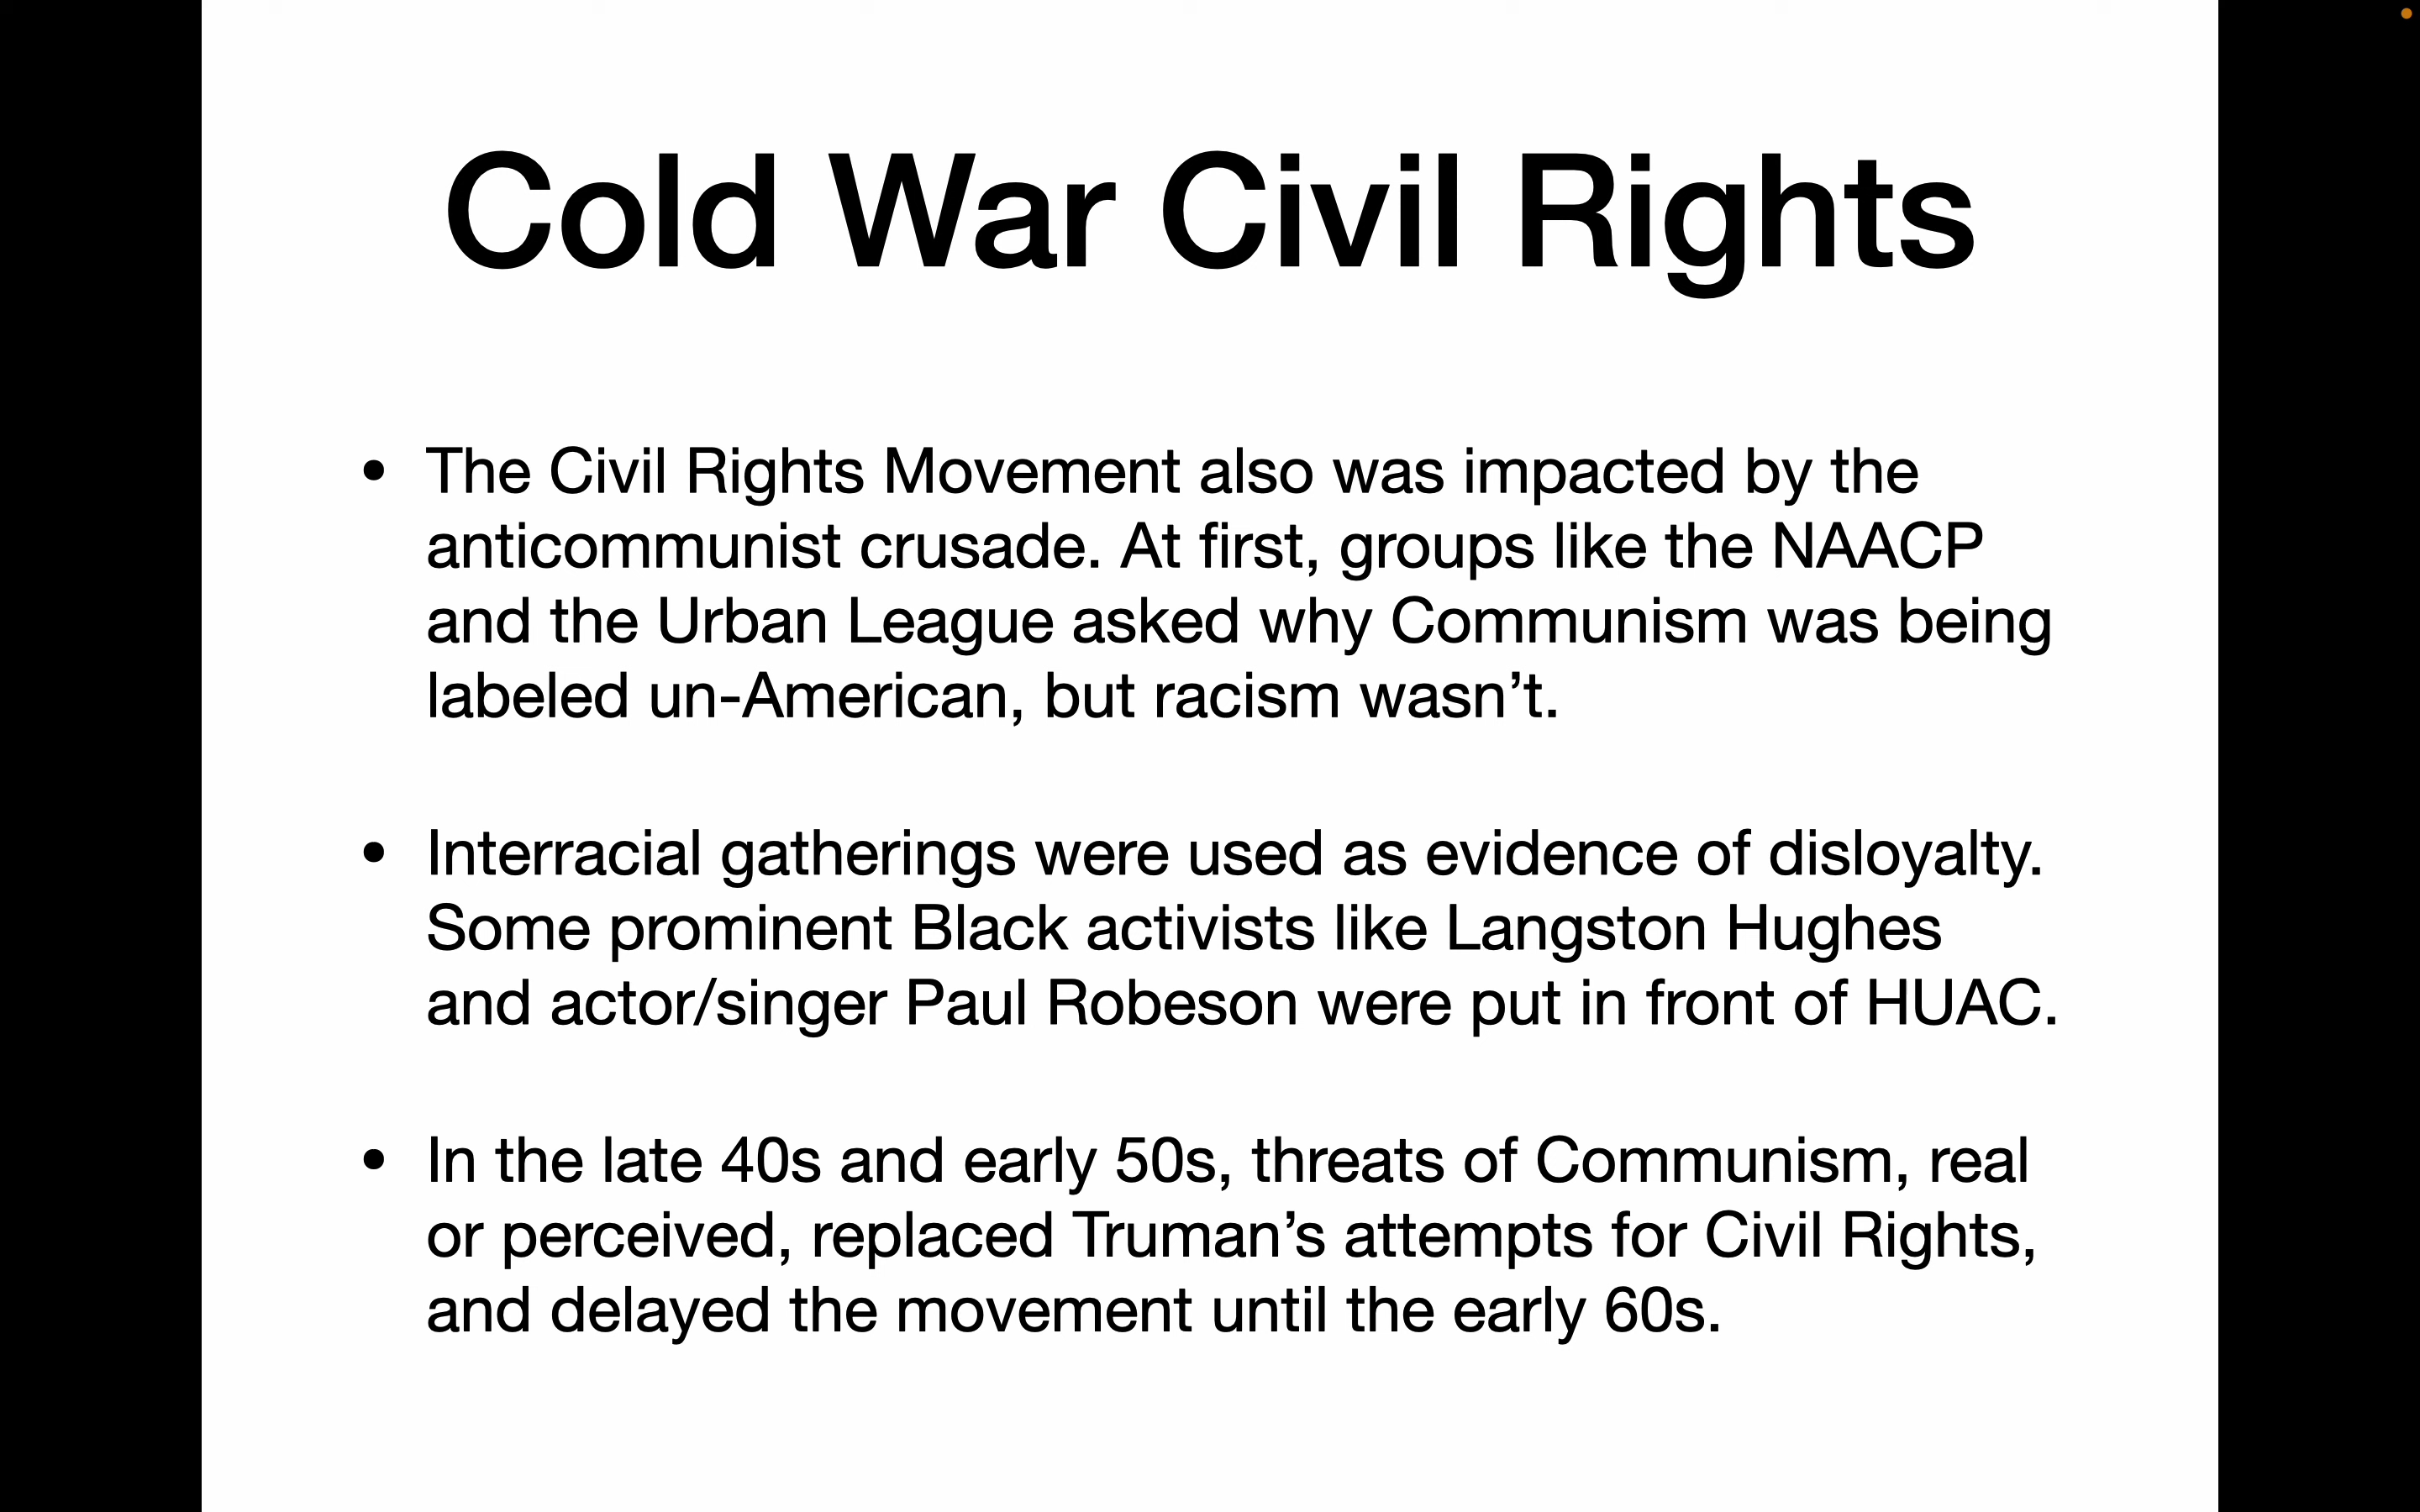 Cold War Civil Rights
• The Civil Rights Movement also was impacted by the
anticommunist crusade. At first, groups like the NAACP
and the Urban League asked why Communism was being
labeled un-American, but racism wasn’t.
• Interracial gatherings were used as evidence of disloyalty.
Some prominent Black activists like Langston Hughes
and actor/singer Paul Robeson were put in front of HUAC.
• In the late 40s and early 50s, threats of Communism, real
or perceived, replaced Truman’s attempts for Civil Rights,
and delayed the movement until the early 60s.